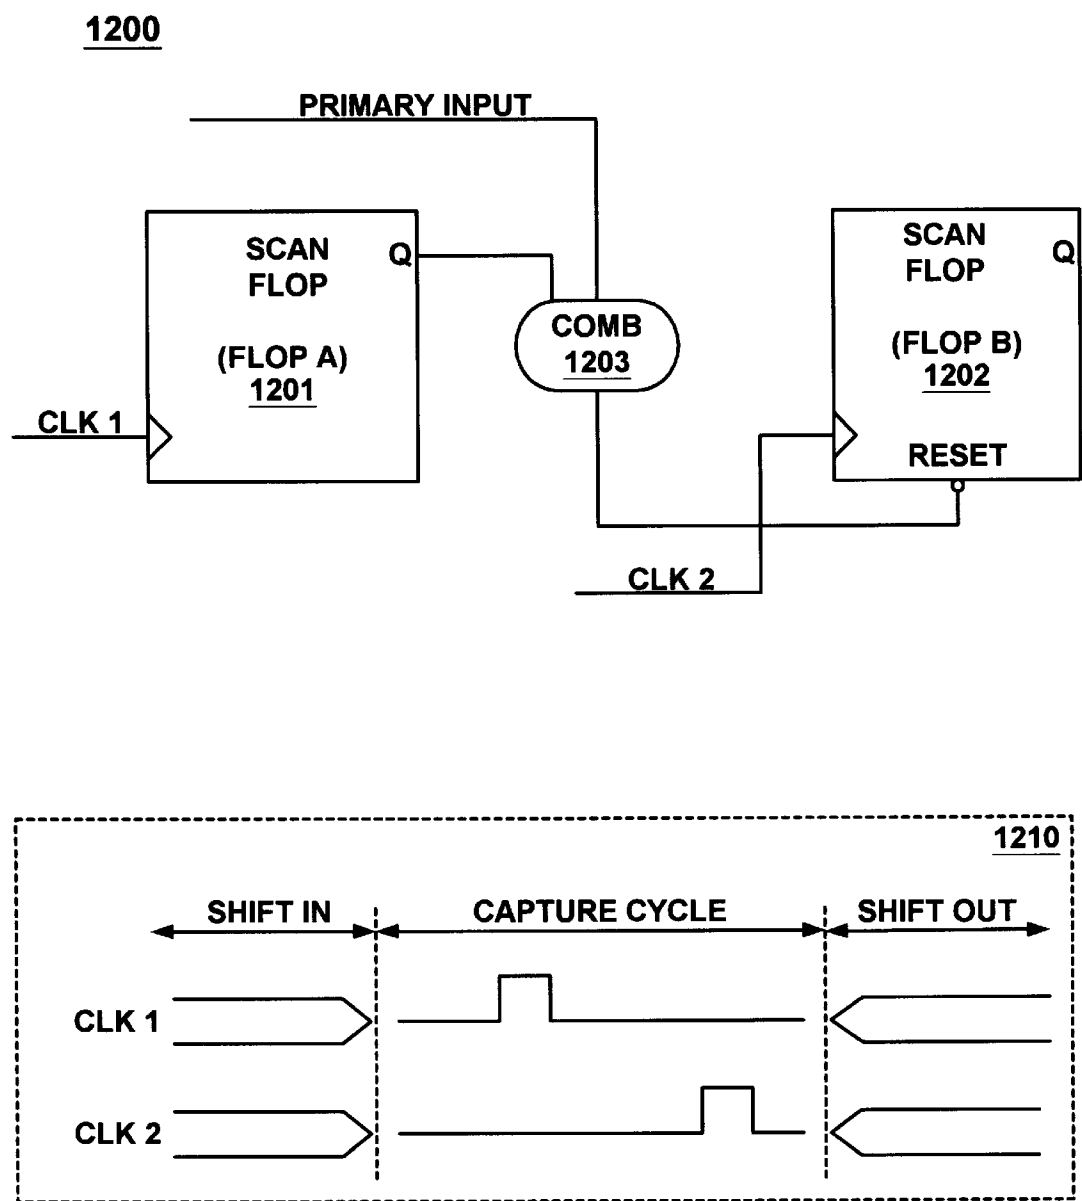 1200
PRIMARY INPUT
SCAN
FLOP
Q
(FLOP A)
1201
CLK 1
COMB
1203
SCAN
FLOP
Q
(FLOP B)
1202
RESET
CLK 2
1210
SHIFT IN
CAPTURE CYCLE
SHIFT OUT
CLK 1
CLK 2